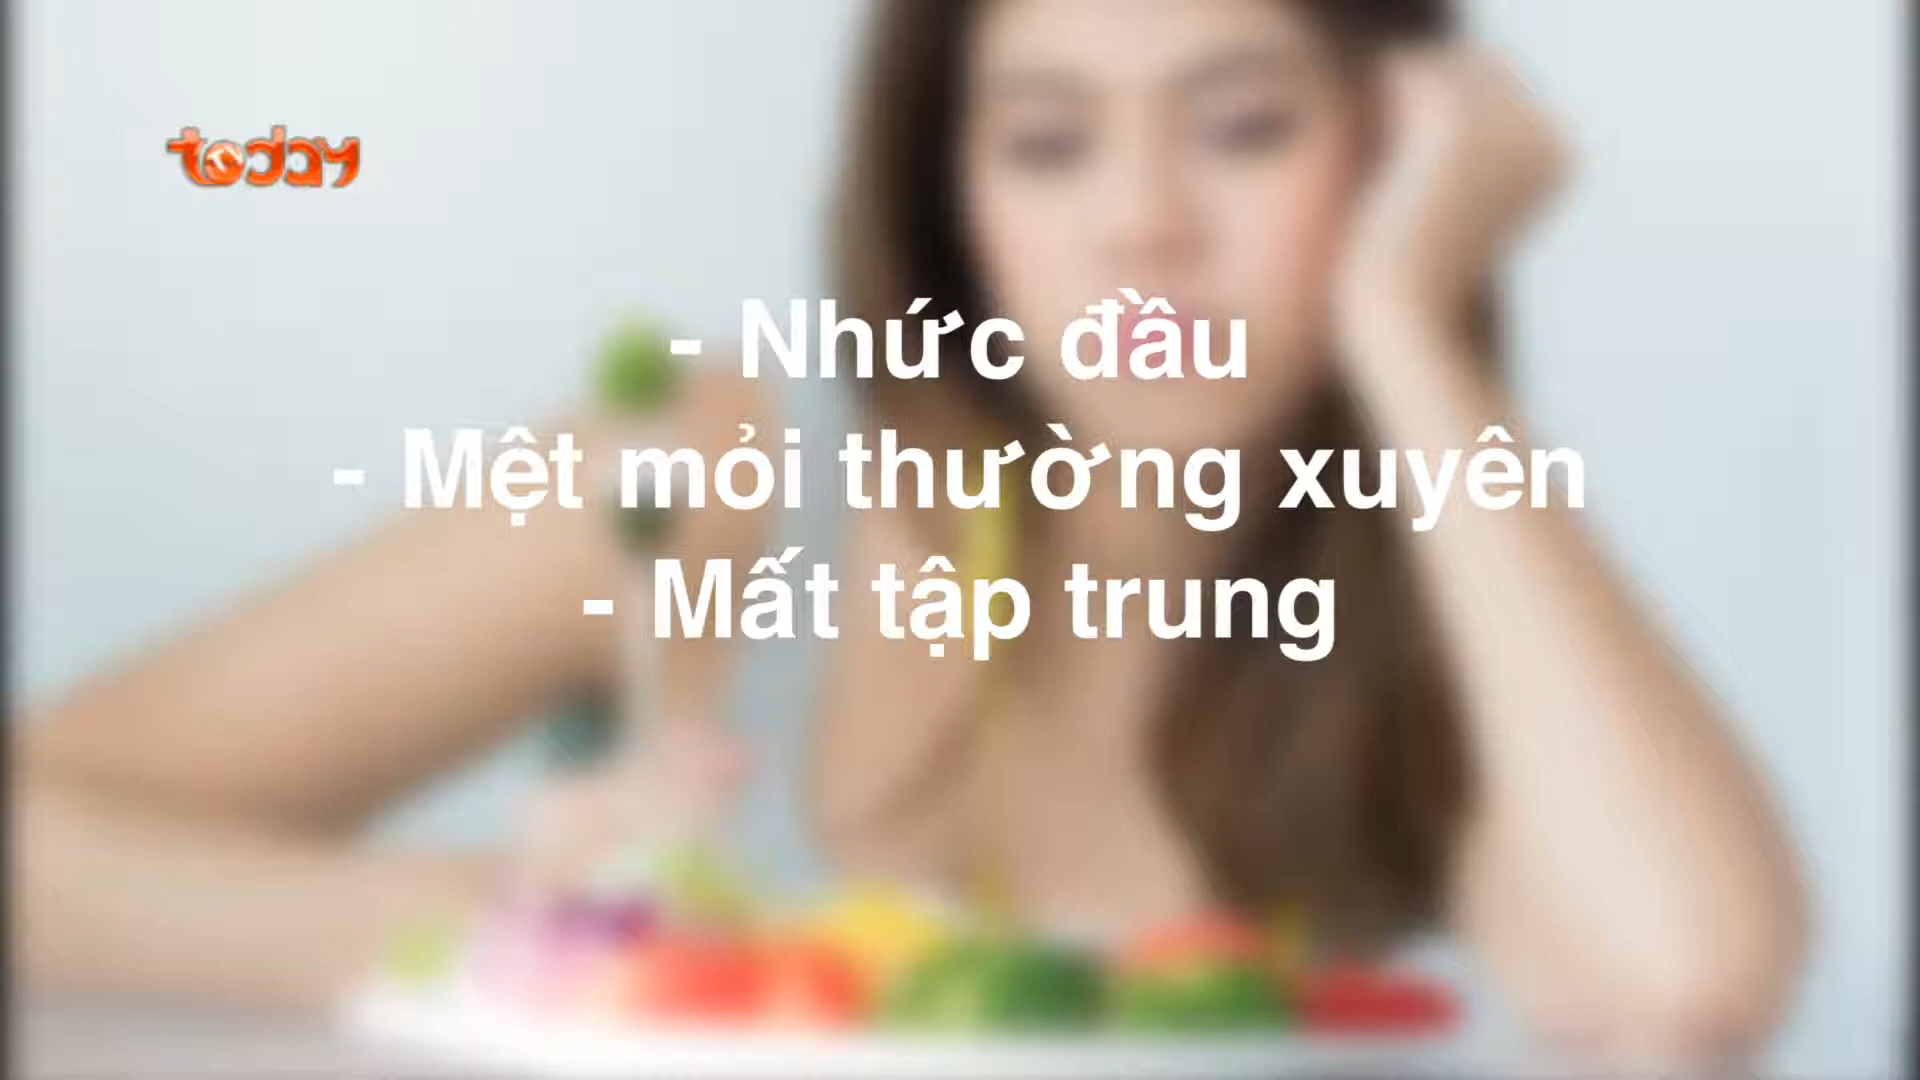 today
- Nhức đầu
- Mệt mỏi thường xuyên
- Mất tập trung